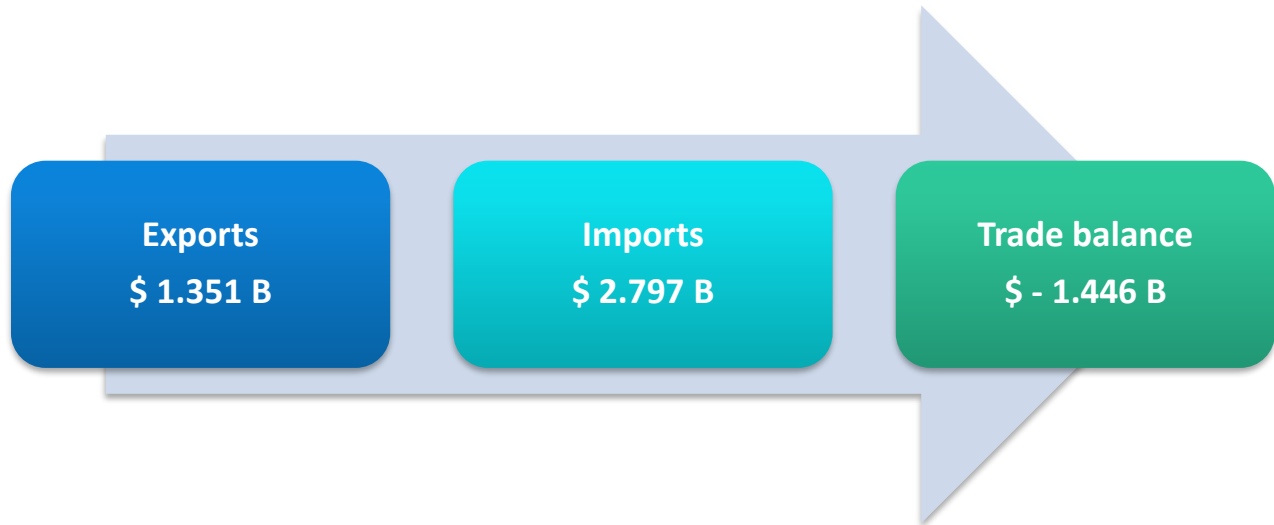 Exports
$ 1.351 B
Imports
$ 2.797 B
Trade balance
$ - 1.446 B